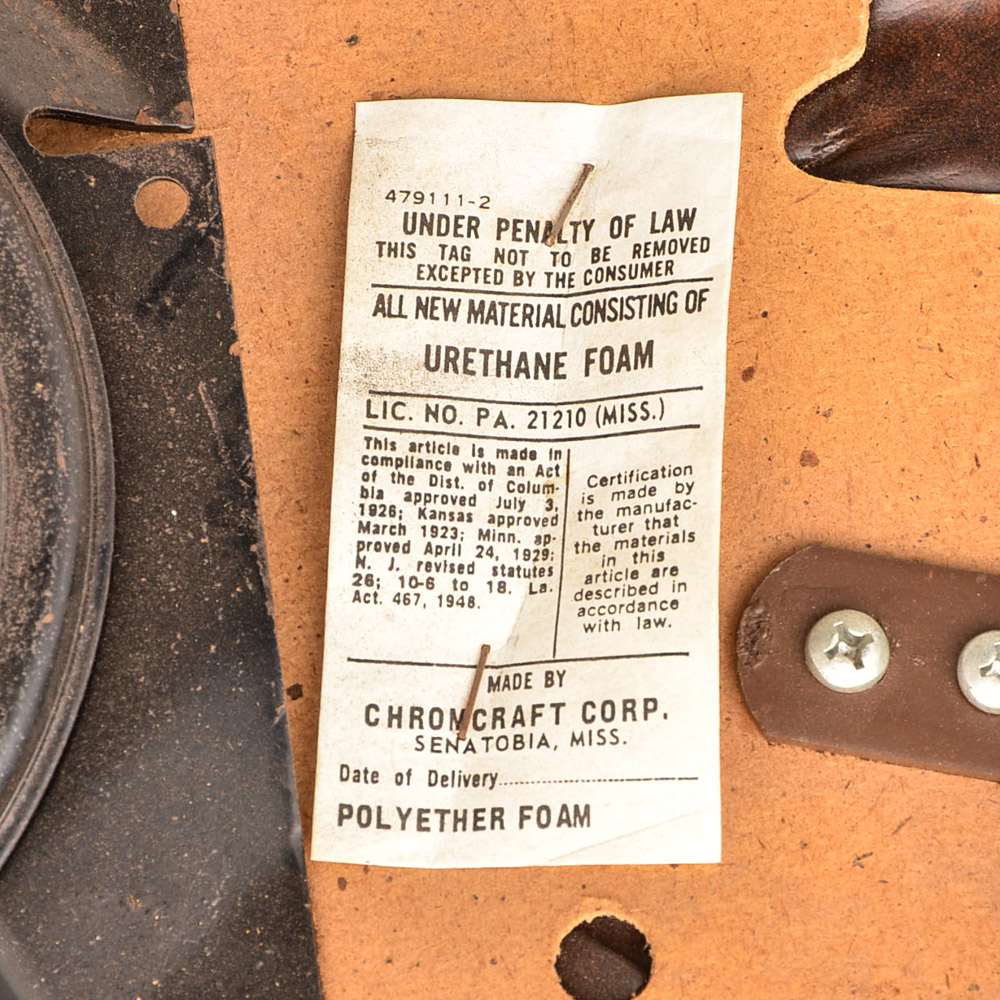 479111-2
UNDER PENALTY OF LAW
THIS TAG NOT TO BE REMOVED
EXCEPTED BY THE CONSUMER
ALL NEW MATERIAL CONSISTING OF
URETHANE FOAM
LIC. NO. PA. 21210 (MISS.)
This article is made in
compliance with an Act
of the Dist. of Colum-
bia approved July 3,
1926; Kansas approved
March 1923; Minn. ap-
proved April 24, 1929;
N. J. revised statutes
26; 10-6 to 18. La.
Act. 467, 1948.
Certification
is made by
the manufac-
turer that
the materials
in this
article are
described in
accordance
with law.
MADE BY
CHROMCRAFT CORP.
SENATOBIA, MISS.
Date of Delivery
POLYETHER FOAM